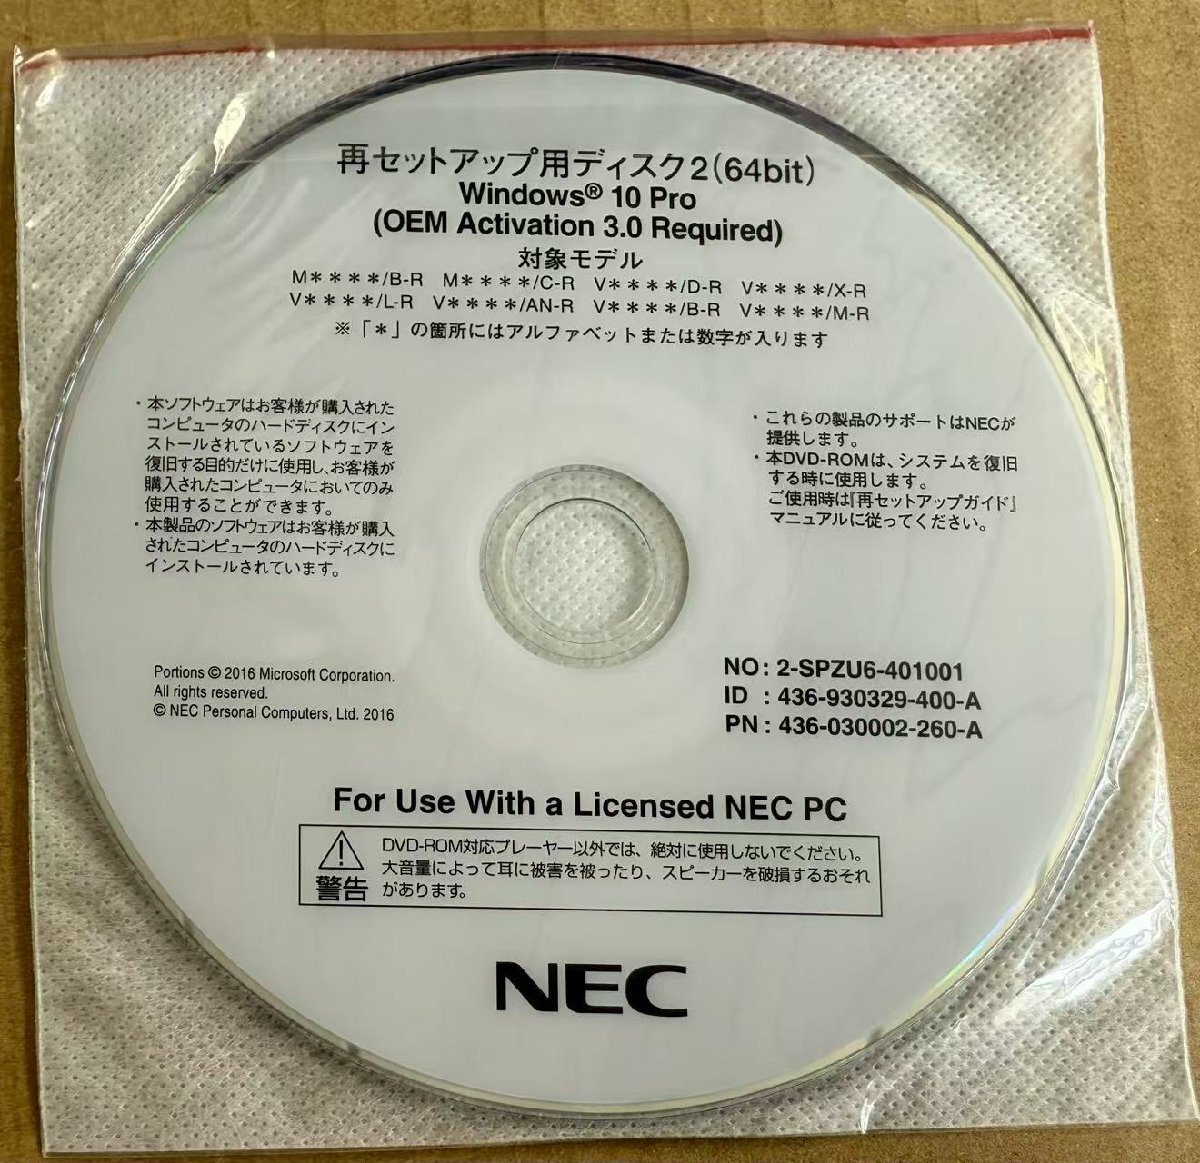 再セットアップ用ディスク2(64bit)
Windows® 10 Pro
(OEM Activation 3.0 Required)
対象モデル
M＊＊＊＊/B-R M＊＊＊＊/C-R V＊＊＊＊/D-R V＊＊＊＊/X-R
V＊＊＊＊/L-R V＊＊＊＊/AN-R V＊＊＊＊/B-R V＊＊＊＊/M-R
※「＊」の箇所にはアルファベットまたは数字が入ります
・本ソフトウェアはお客様が購入された
コンピュータのハードディスクにイン
ストールされているソフトウェアを
復旧する目的だけに使用し、お客様が
購入されたコンピュータにおいてのみ
使用することができます。
・本製品のソフトウェアはお客様が購入
されたコンピュータのハードディスクに
インストールされています。
・これらの製品のサポートはNECが
提供します。
・本DVD-ROMは、システムを復旧
する時に使用します。
ご使用時は『再セットアップガイド』
マニュアルに従ってください。
Portions © 2016 Microsoft Corporation.
All rights reserved.
© NEC Personal Computers, Ltd. 2016
NO : 2-SPZU6-401001
ID : 436-930329-400-A
PN : 436-030002-260-A
For Use With a Licensed NEC PC
警告
DVD-ROM対応プレーヤー以外では、絶対に使用しないでください。
大音量によって耳に被害を被ったり、スピーカーを破損するおそれ
があります。
NEC